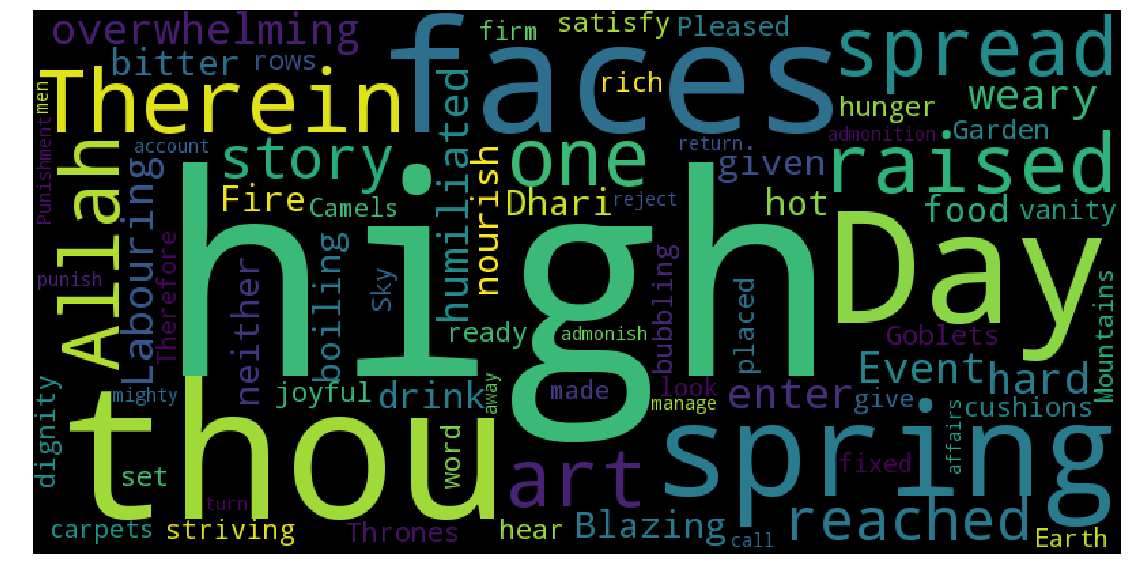 overwhelming
faces
firm
satisfy
Pleased
spread
bitter
rows
Therein
men
rich
hunger
weary
humiliated
admonition
Garden
Punishment
account
Allah
story
one
return.
given
raised
Labouring
Fire
Camels
nourish
Dhari
reject
hot
food
vanity
high
Day
Therefore
neither
boiling
Sky
bubbling
placed
punish
ready
admonish
Goblets
Mountains
mighty
joyful
drink
away
made
look
manage
enter
Event
give
hard
cushions
dignity
thou
word
art
spring
affairs
set
fixed
turn
carpets
striving
Thrones
hear
Blazing
call
reached
Earth